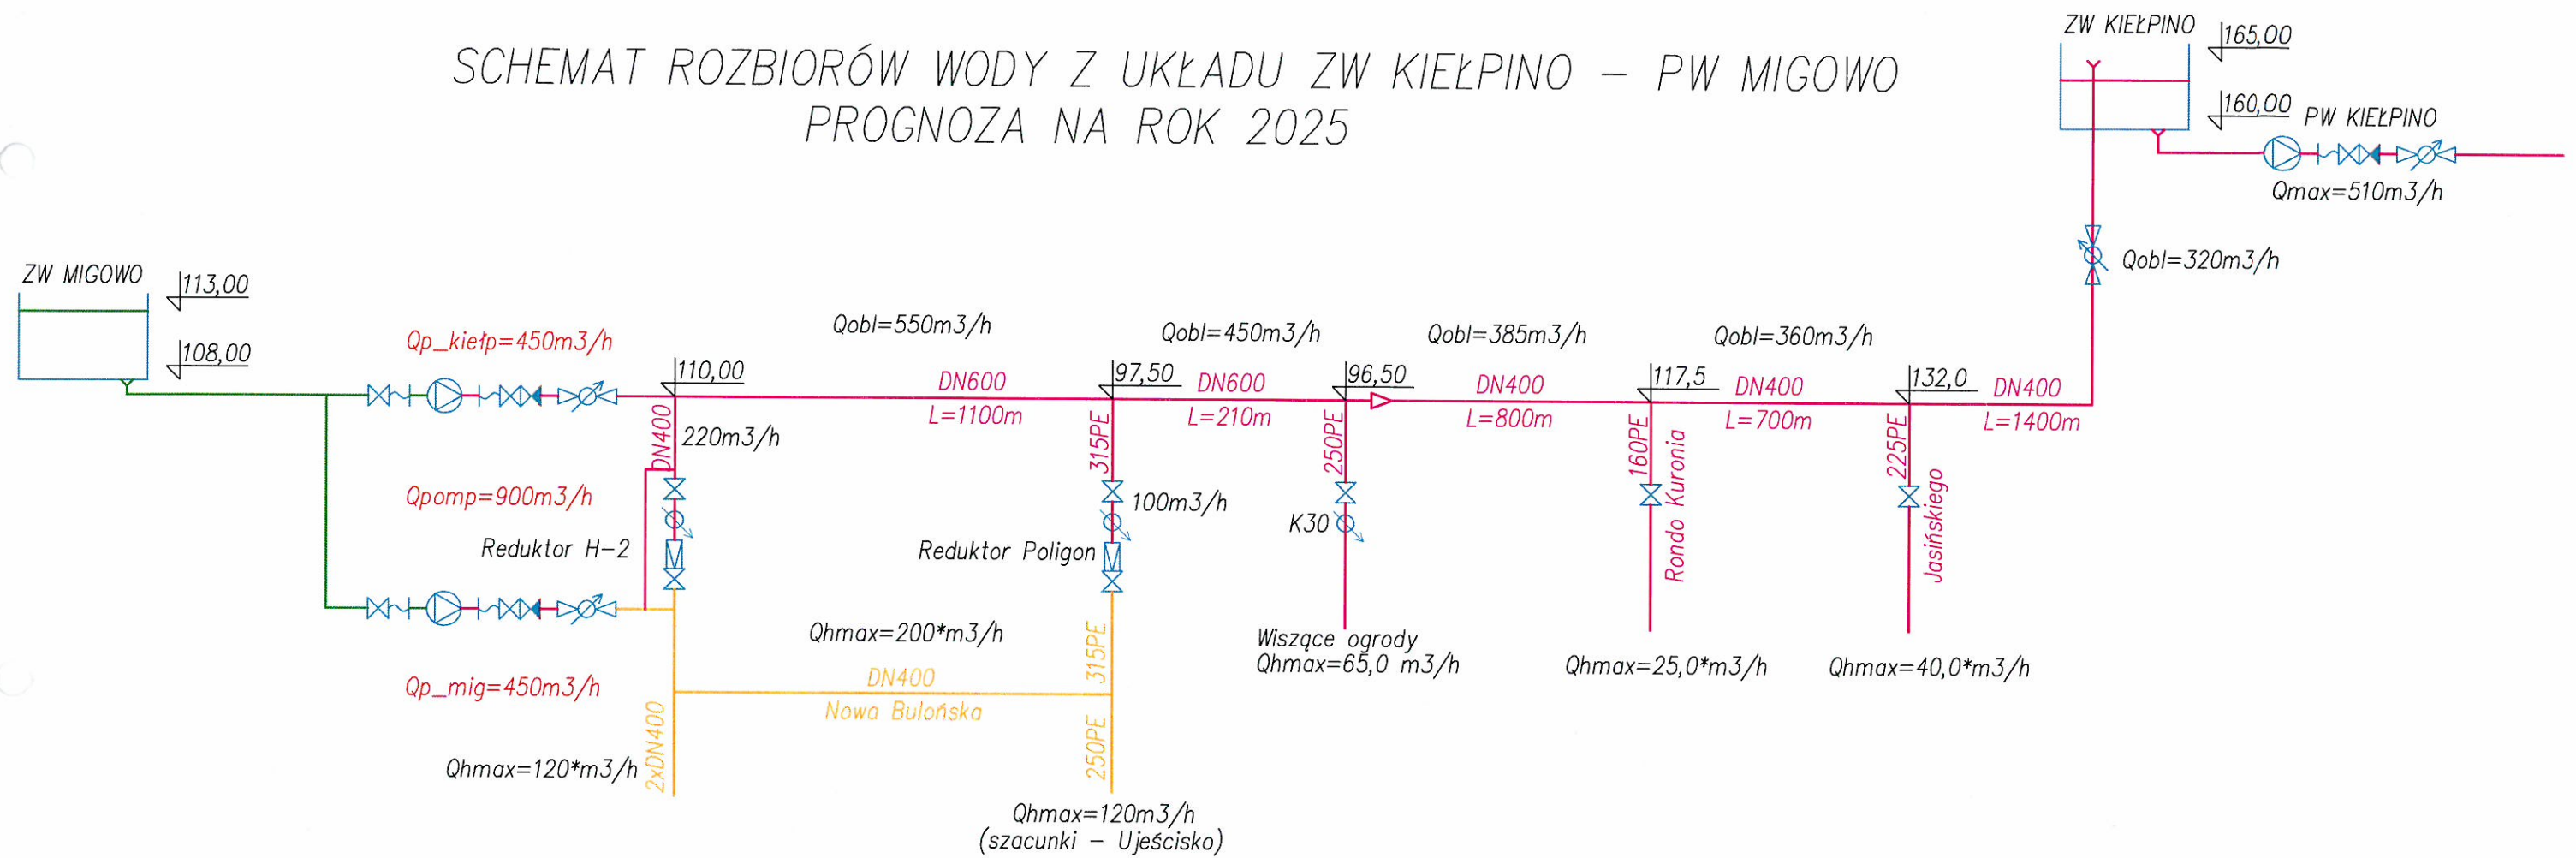 SCHEMAT ROZBIORÓW WODY Z UKŁADU ZW KIEŁPINO – PW MIGOWO
PROGNOZA NA ROK 2025
ZW KIEŁPINO
165,00
160,00
PW KIEŁPINO
Qmax=510m3/h
Qobl=320m3/h
ZW MIGOWO
113,00
108,00
Qp_kiełp=450m3/h
Qobl=550m3/h
Qobl=450m3/h
Qobl=385m3/h
Qobl=360m3/h
110,00
97,50
96,50
117,5
132,0
DN600
L=1100m
DN600
L=210m
DN400
L=800m
DN400
L=700m
DN400
L=1400m
DN400
220m3/h
315PE
250PE
160PE
225PE
Rondo Kuronia
Jasińskiego
Qpomp=900m3/h
100m3/h
K30
Reduktor H-2
Reduktor Poligon
Qhmax=200*m3/h
315PE
Wiszące ogrody
Qhmax=65,0 m3/h
Qhmax=25,0*m3/h
Qhmax=40,0*m3/h
Qp_mig=450m3/h
DN400
Nowa Bulońska
2xDN400
250PE
Qhmax=120*m3/h
Qhmax=120m3/h
(szacunki – Ujeścisko)